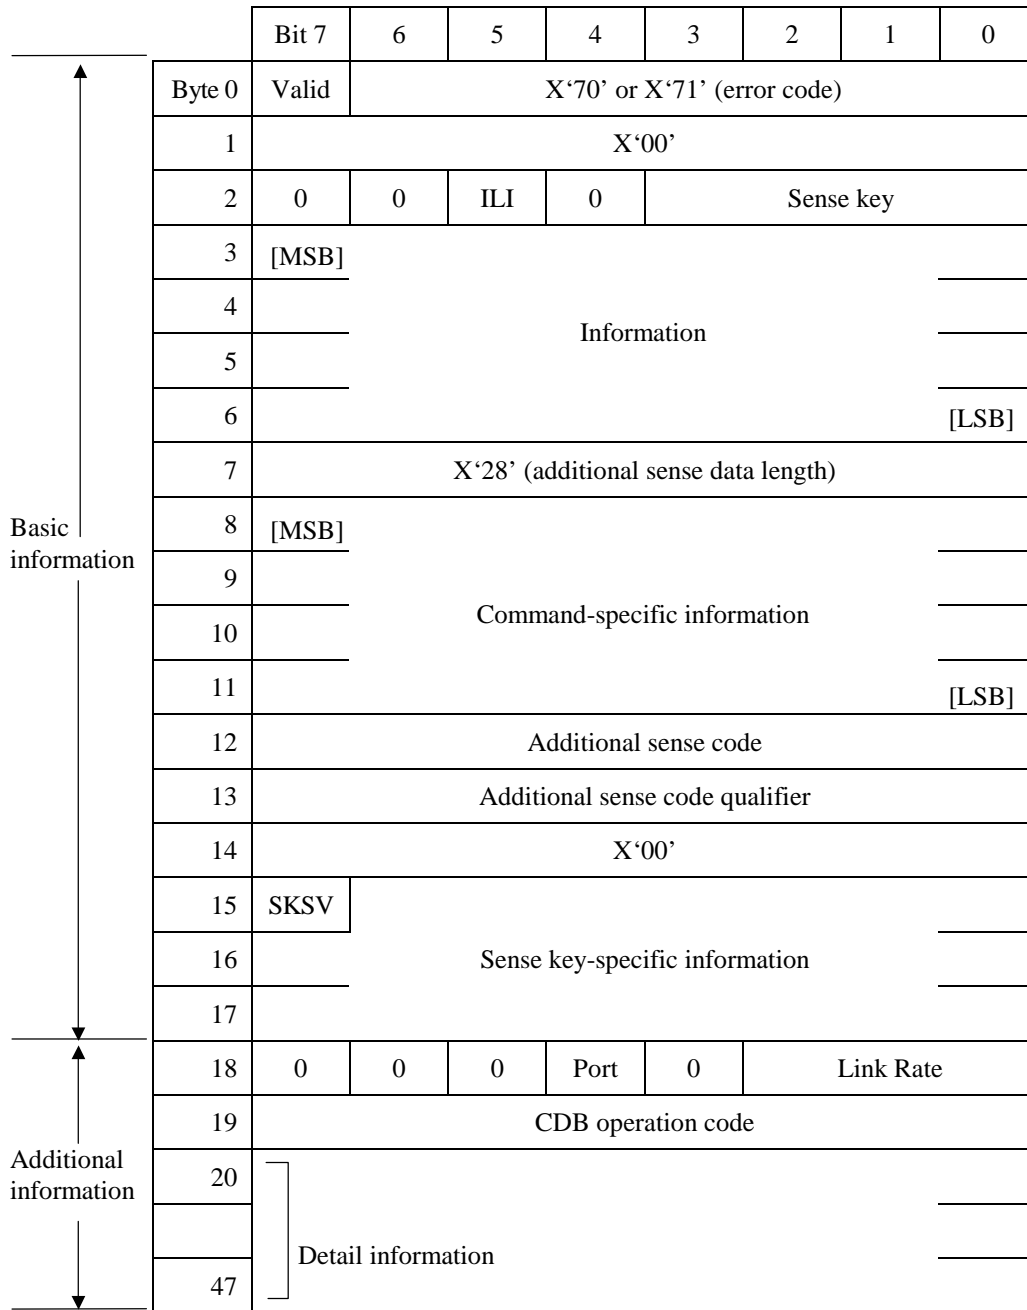 Bit 7 6 5 4 3 2 1 0
Byte 0 Valid X‘70’ or X‘71’ (error code)
1 X‘00’
2 0 0 ILI 0 Sense key
3 [MSB]
4
Information
5
6 [LSB]
7 X‘28’ (additional sense data length)
Basic
information
8 [MSB]
9
Command-specific information
10
11 [LSB]
12 Additional sense code
13 Additional sense code qualifier
14 X‘00’
15 SKSV
16 Sense key-specific information
17
18 0 0 0 Port 0 Link Rate
19 CDB operation code
Additional
information
20
Detail information
47